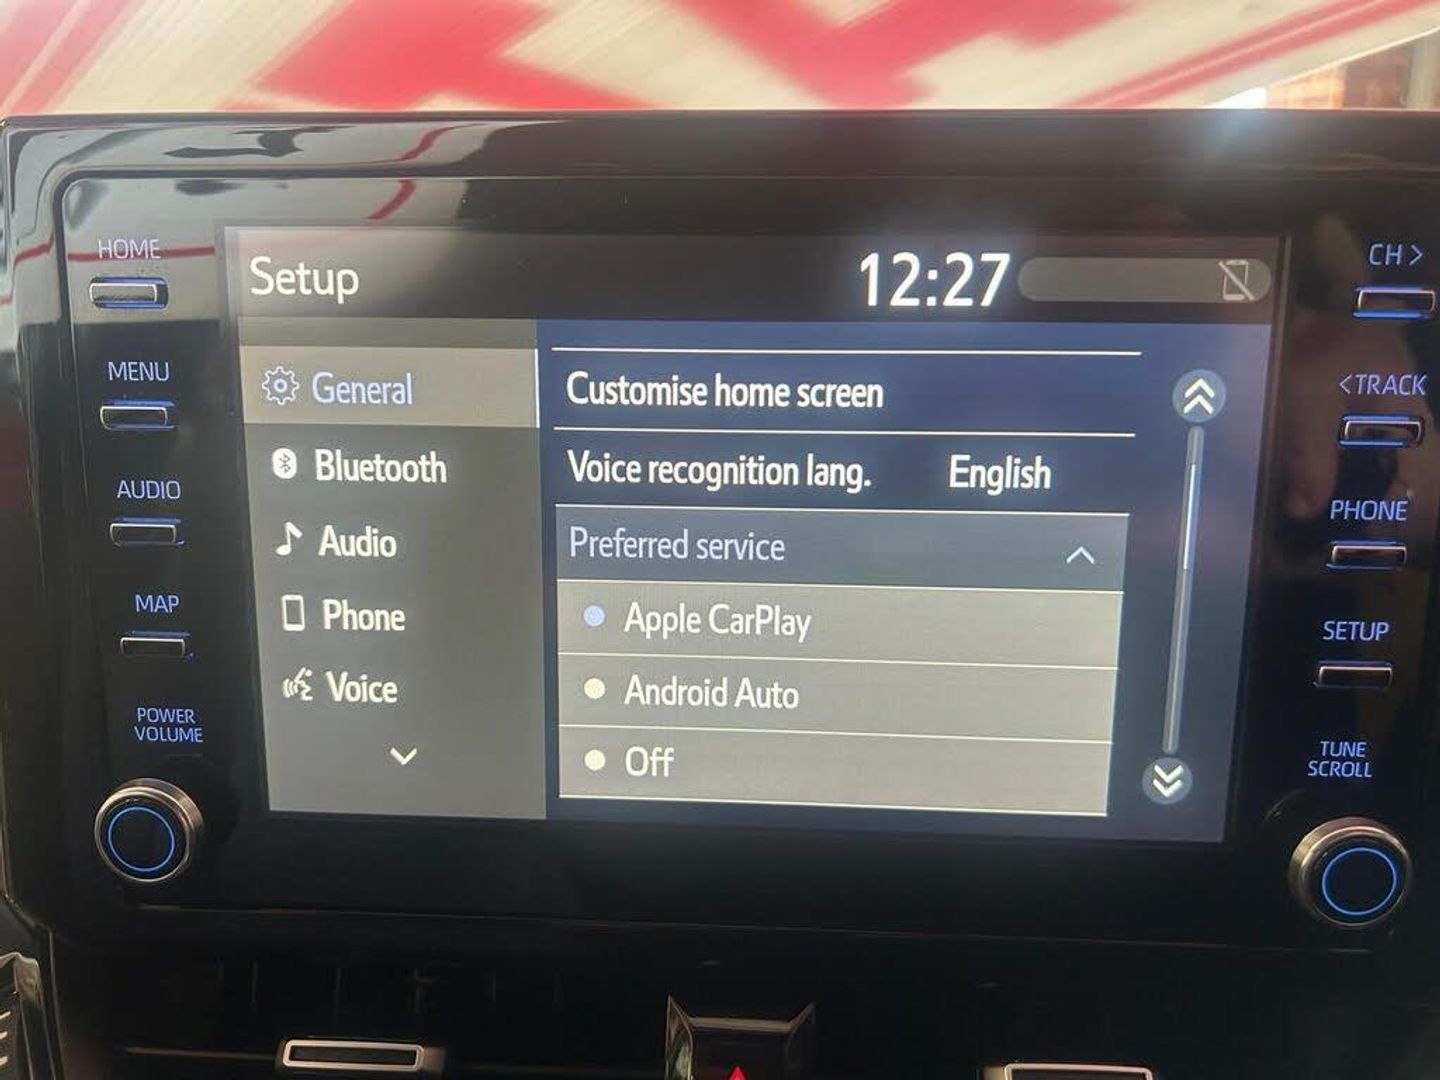 HOME
MENU
AUDIO
MAP
POWER
VOLUME
Setup
12:27
General
Bluetooth
Audio
Phone
Voice
Customise home screen
Voice recognition lang. English
Preferred service
Apple CarPlay
Android Auto
Off
CH >
< TRACK
PHONE
SETUP
TUNE
SCROLL